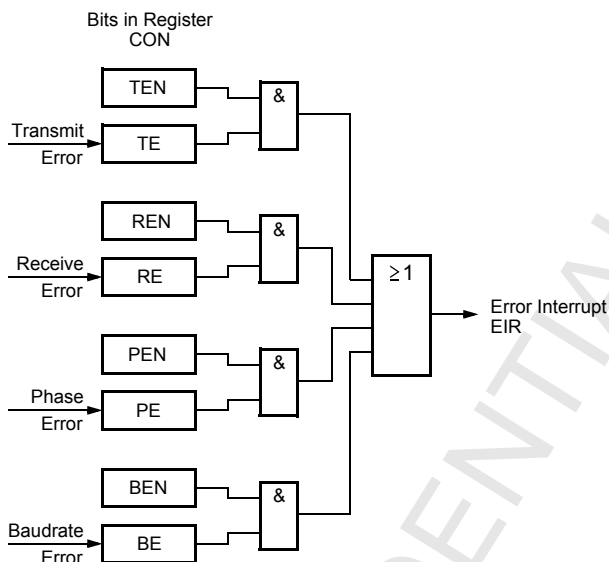 Bits in Register
CON
TEN
&
Transmit
Error
TE
REN
&
Receive
Error
RE
≥1
Error Interrupt
EIR
PEN
&
Phase
Error
PE
BEN
&
Baudrate
Error
BE